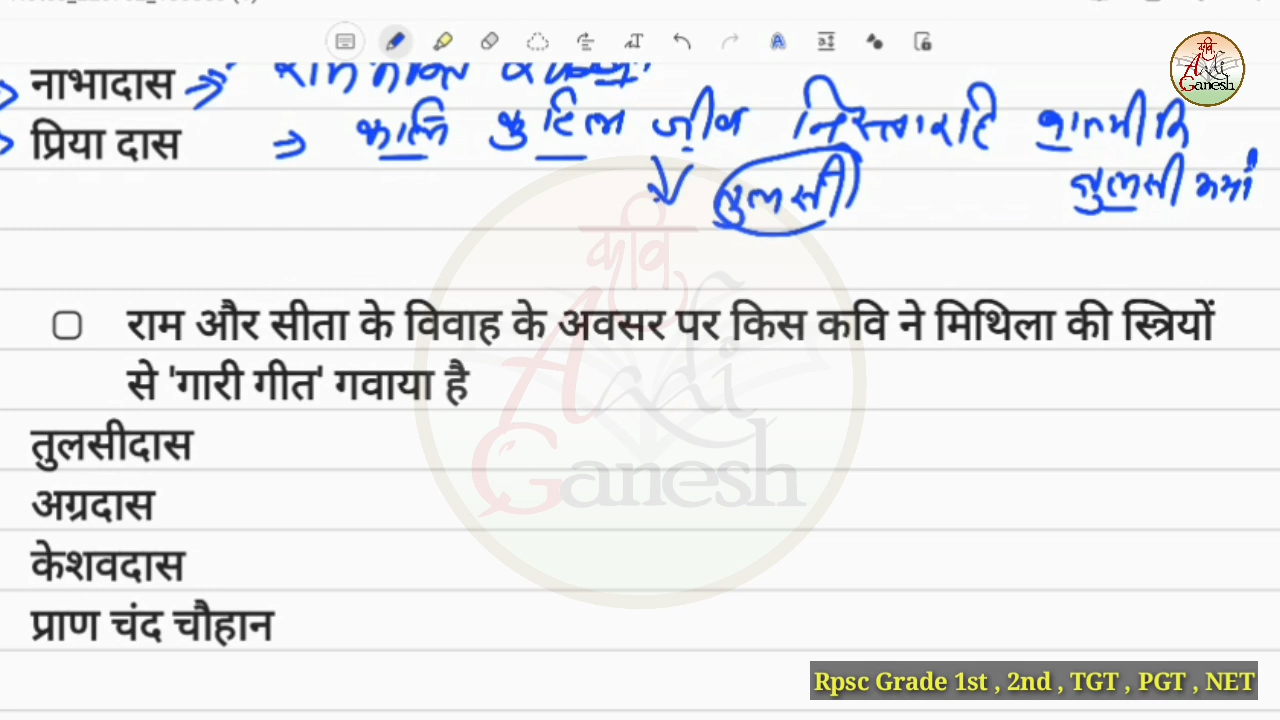 नाभादास
प्रिया दास ⇒ कलि कुटिल जीव निस्तारहि वाल्मीकि
तुलसी तुलसी भयो
राम और सीता के विवाह के अवसर पर किस कवि ने मिथिला की स्त्रियों
से 'गारी गीत' गवाया है
तुलसीदास
अग्रदास
केशवदास
प्राण चंद चौहान
Rpsc Grade 1st , 2nd , TGT , PGT , NET